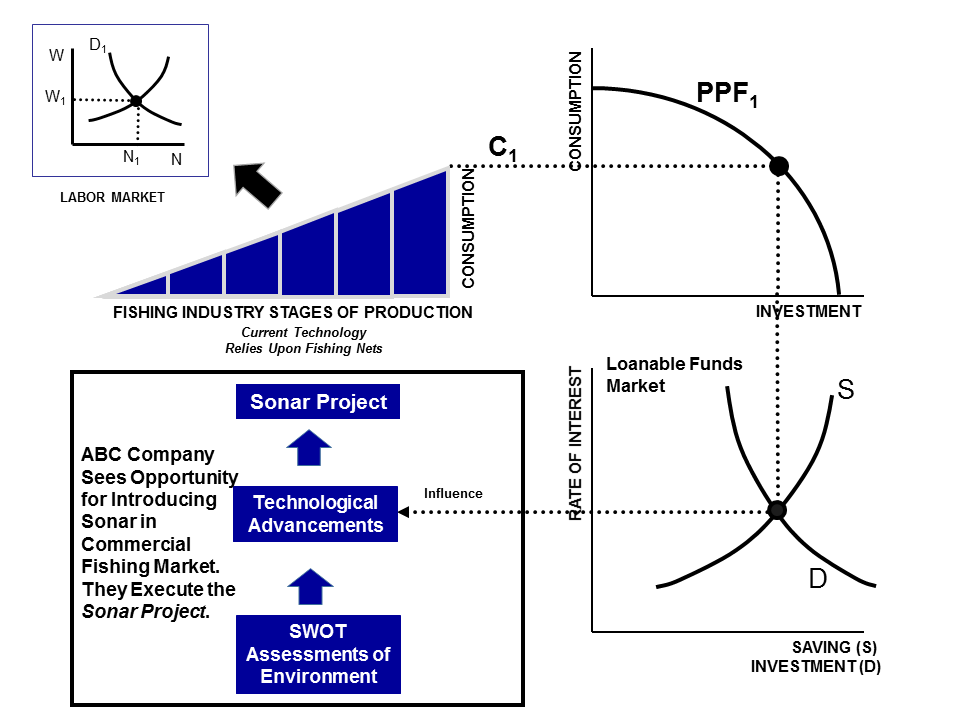 W
D1
W1
N1
N
LABOR MARKET
C1
CONSUMPTION
FISHING INDUSTRY STAGES OF PRODUCTION
Current Technology
Relies Upon Fishing Nets
CONSUMPTION
PPF1
INVESTMENT
Sonar Project
ABC Company
Sees Opportunity
for Introducing
Sonar in
Commercial
Fishing Market.
They Execute the
Sonar Project.
Technological
Advancements
SWOT
Assessments of
Environment
Influence
Loanable Funds
Market
RATE OF INTEREST
S
D
SAVING (S)
INVESTMENT (D)